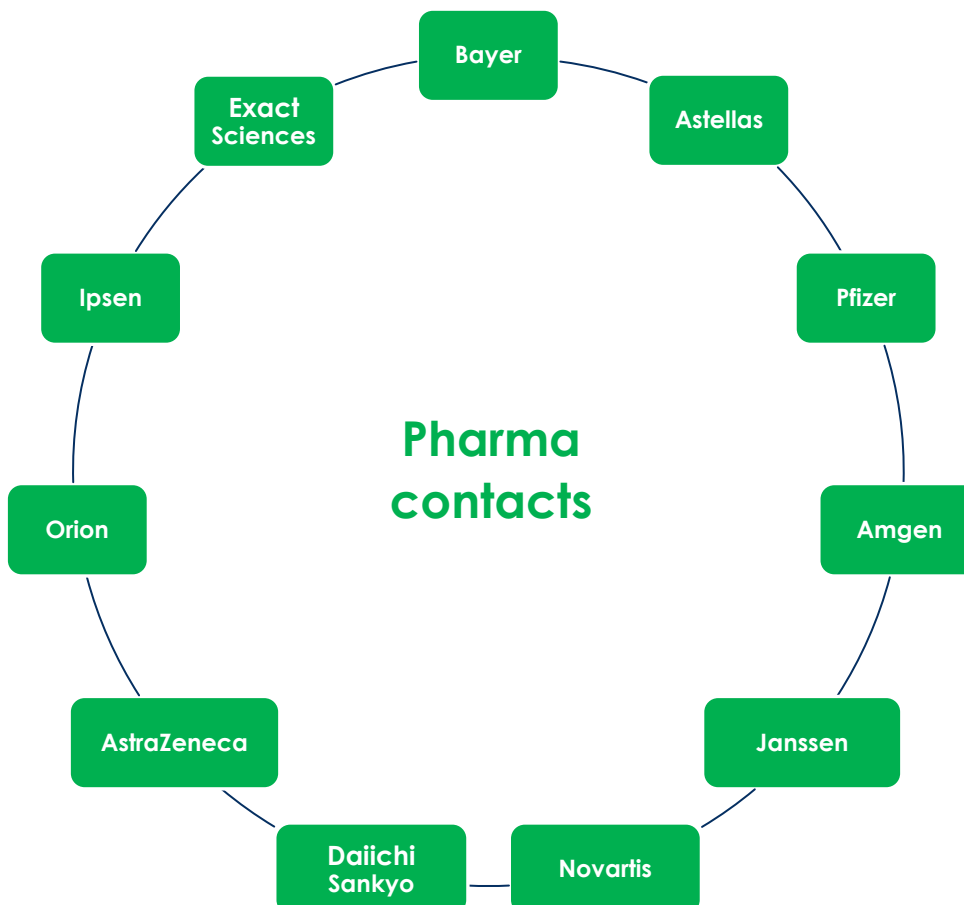 Bayer
Astellas
Pfizer
Amgen
Janssen
Novartis
Daiichi
Sankyo
AstraZeneca
Orion
Ipsen
Exact
Sciences
Pharma
contacts